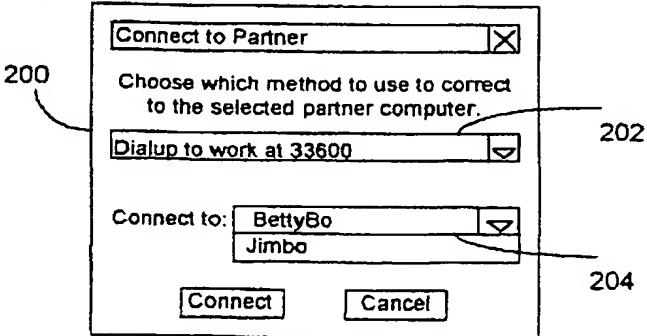 Connect to Partner
200
Choose which method to use to correct
to the selected partner computer.
202
Dialup to work at 33600
Connect to: BettyBo
Jimbo
204
Connect Cancel